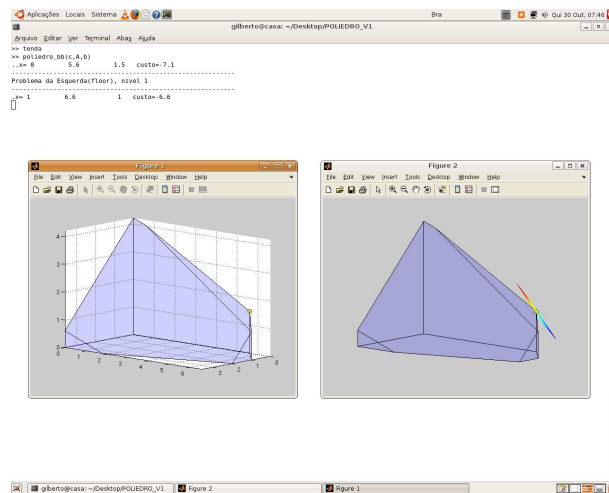 Aplicações Locais Sistema
Bra
Qui 30 Out, 07:46
gilberto@casa: ~/Desktop/POLIEDRO_V1
Arquivo Editar Ver Terminal Abas Ajuda
>> tenda
>> poliedro_bb(c,A,b)
..x= 0 5.6 1.5 custo=-7.1
--------------------------------------------------------
Problema da Esquerda(floor), nivel 1
--------------------------------------------------------
.x= 1 6.6 1 custo=-6.6
Figure 1
File Edit View Insert Tools Desktop Window Help
4
3
2
1
0
0 1 2 3 4 5 6
3 2 1 0
Figure 2
File Edit View Insert Tools Desktop Window Help
gilberto@casa: ~/Desktop/POLIEDRO_V1
Figure 2
Figure 1